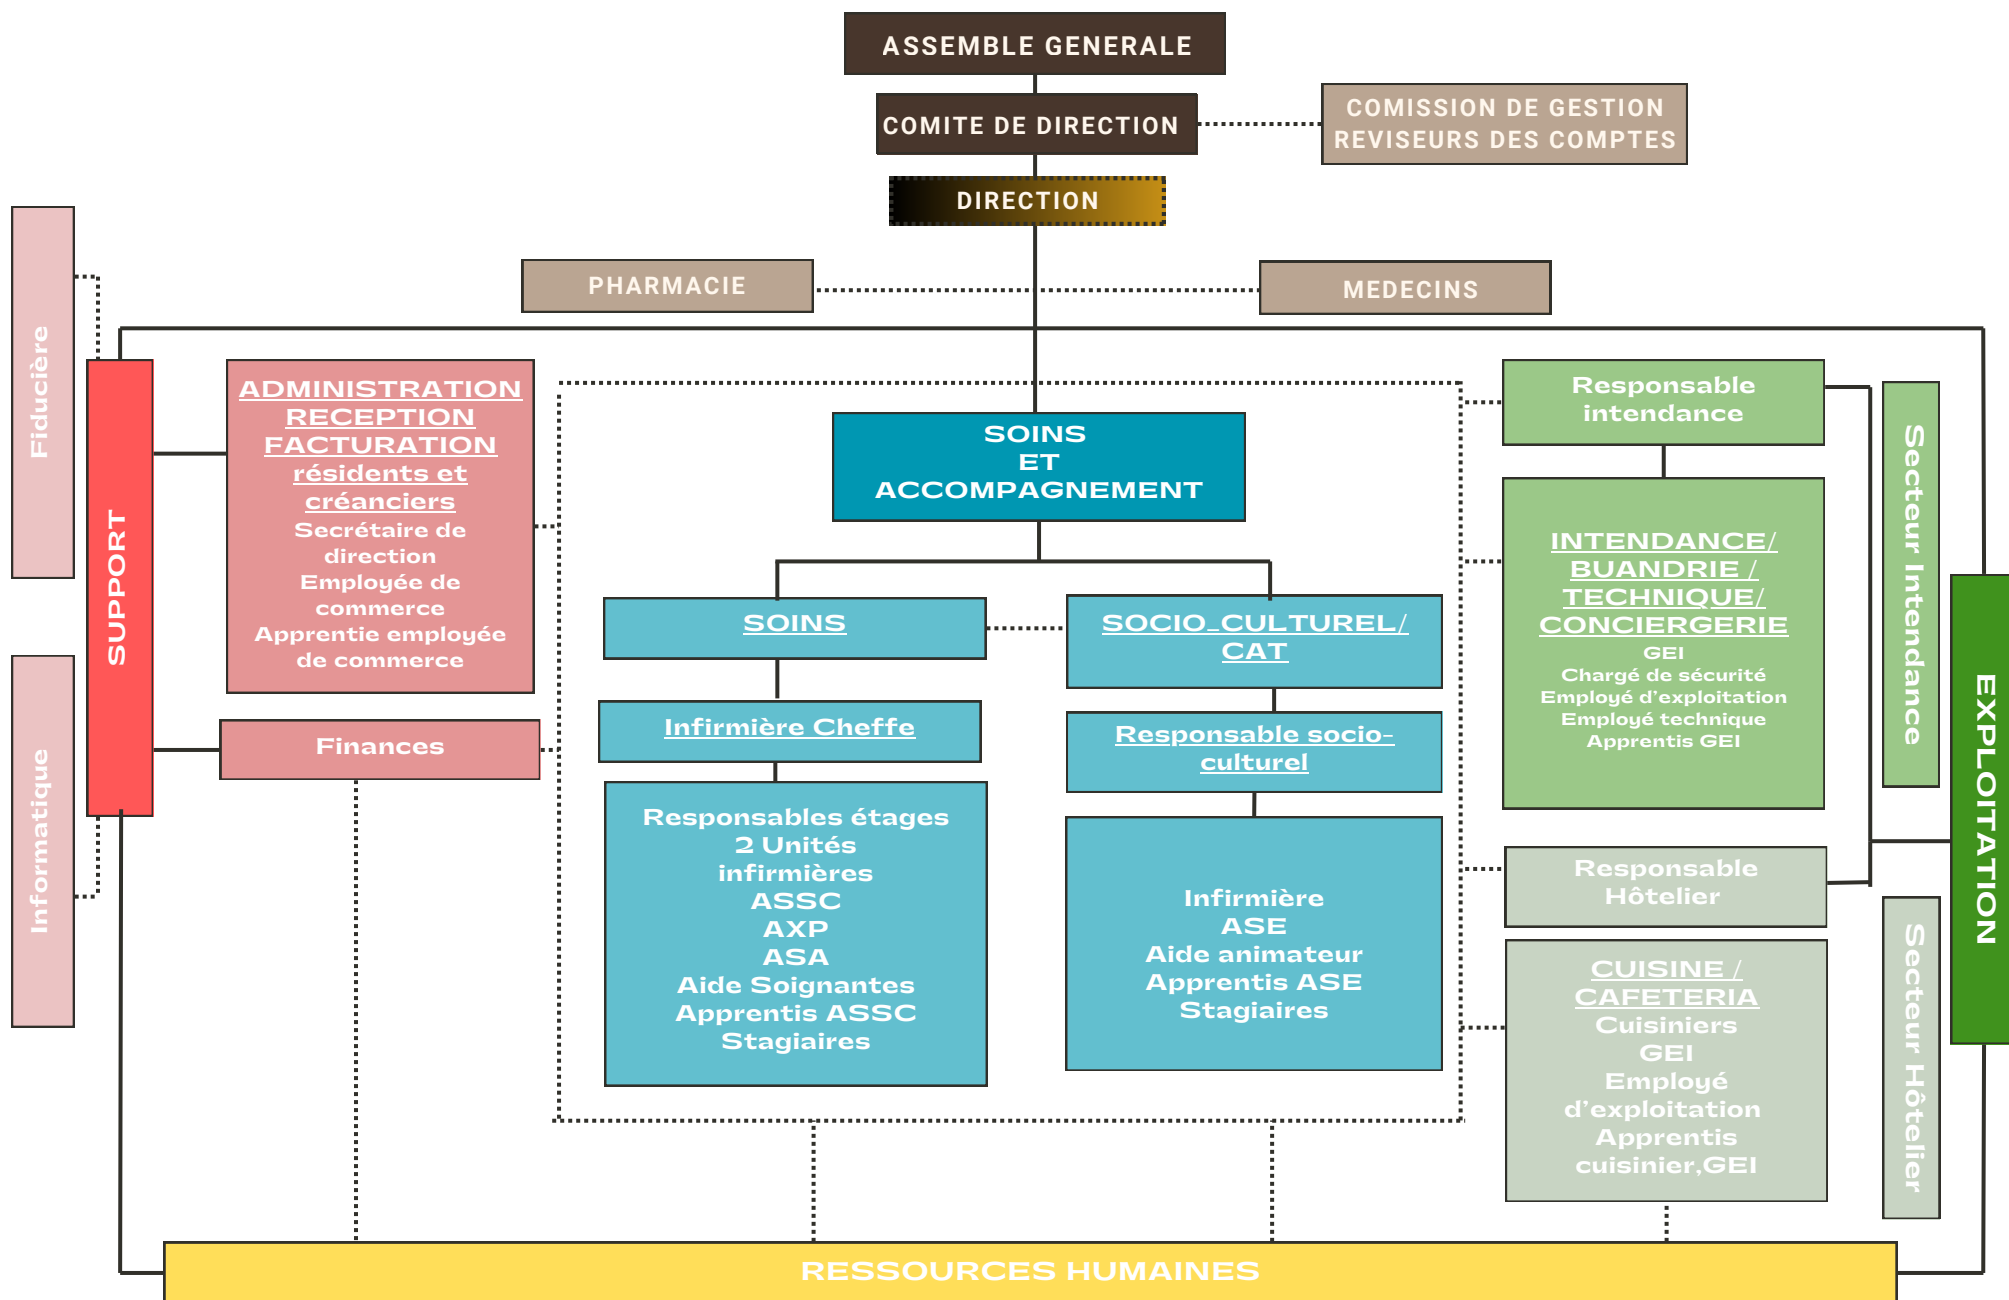 ASSEMBLE GENERALE
COMITE DE DIRECTION
COMISSION DE GESTION
REVISEURS DES COMPTES
DIRECTION
PHARMACIE
MEDECINS
Fiducière
Informatique
SUPPORT
ADMINISTRATION
RECEPTION
FACTURATION
résidents et
créanciers
Secrétaire de
direction
Employée de
commerce
Apprentie employée
de commerce
Finances
SOINS
ET
ACCOMPAGNEMENT
SOINS
Infirmière Cheffe
Responsables étages
2 Unités
infirmières
ASSC
AXP
ASA
Aide Soignantes
Apprentis ASSC
Stagiaires
SOCIO_CULTUREL/
CAT
Responsable socio-
culturel
Infirmière
ASE
Aide animateur
Apprentis ASE
Stagiaires
Responsable
intendance
INTENDANCE/
BUANDRIE /
TECHNIQUE/
CONCIERGERIE
GEI
Chargé de sécurité
Employé d'exploitation
Employé technique
Apprentis GEI
Responsable
Hôtelier
CUISINE /
CAFETERIA
Cuisiniers
GEI
Employé
d'exploitation
Apprentis
cuisinier,GEI
Secteur Intendance
Secteur Hôtelier
EXPLOITATION
RESSOURCES HUMAINES